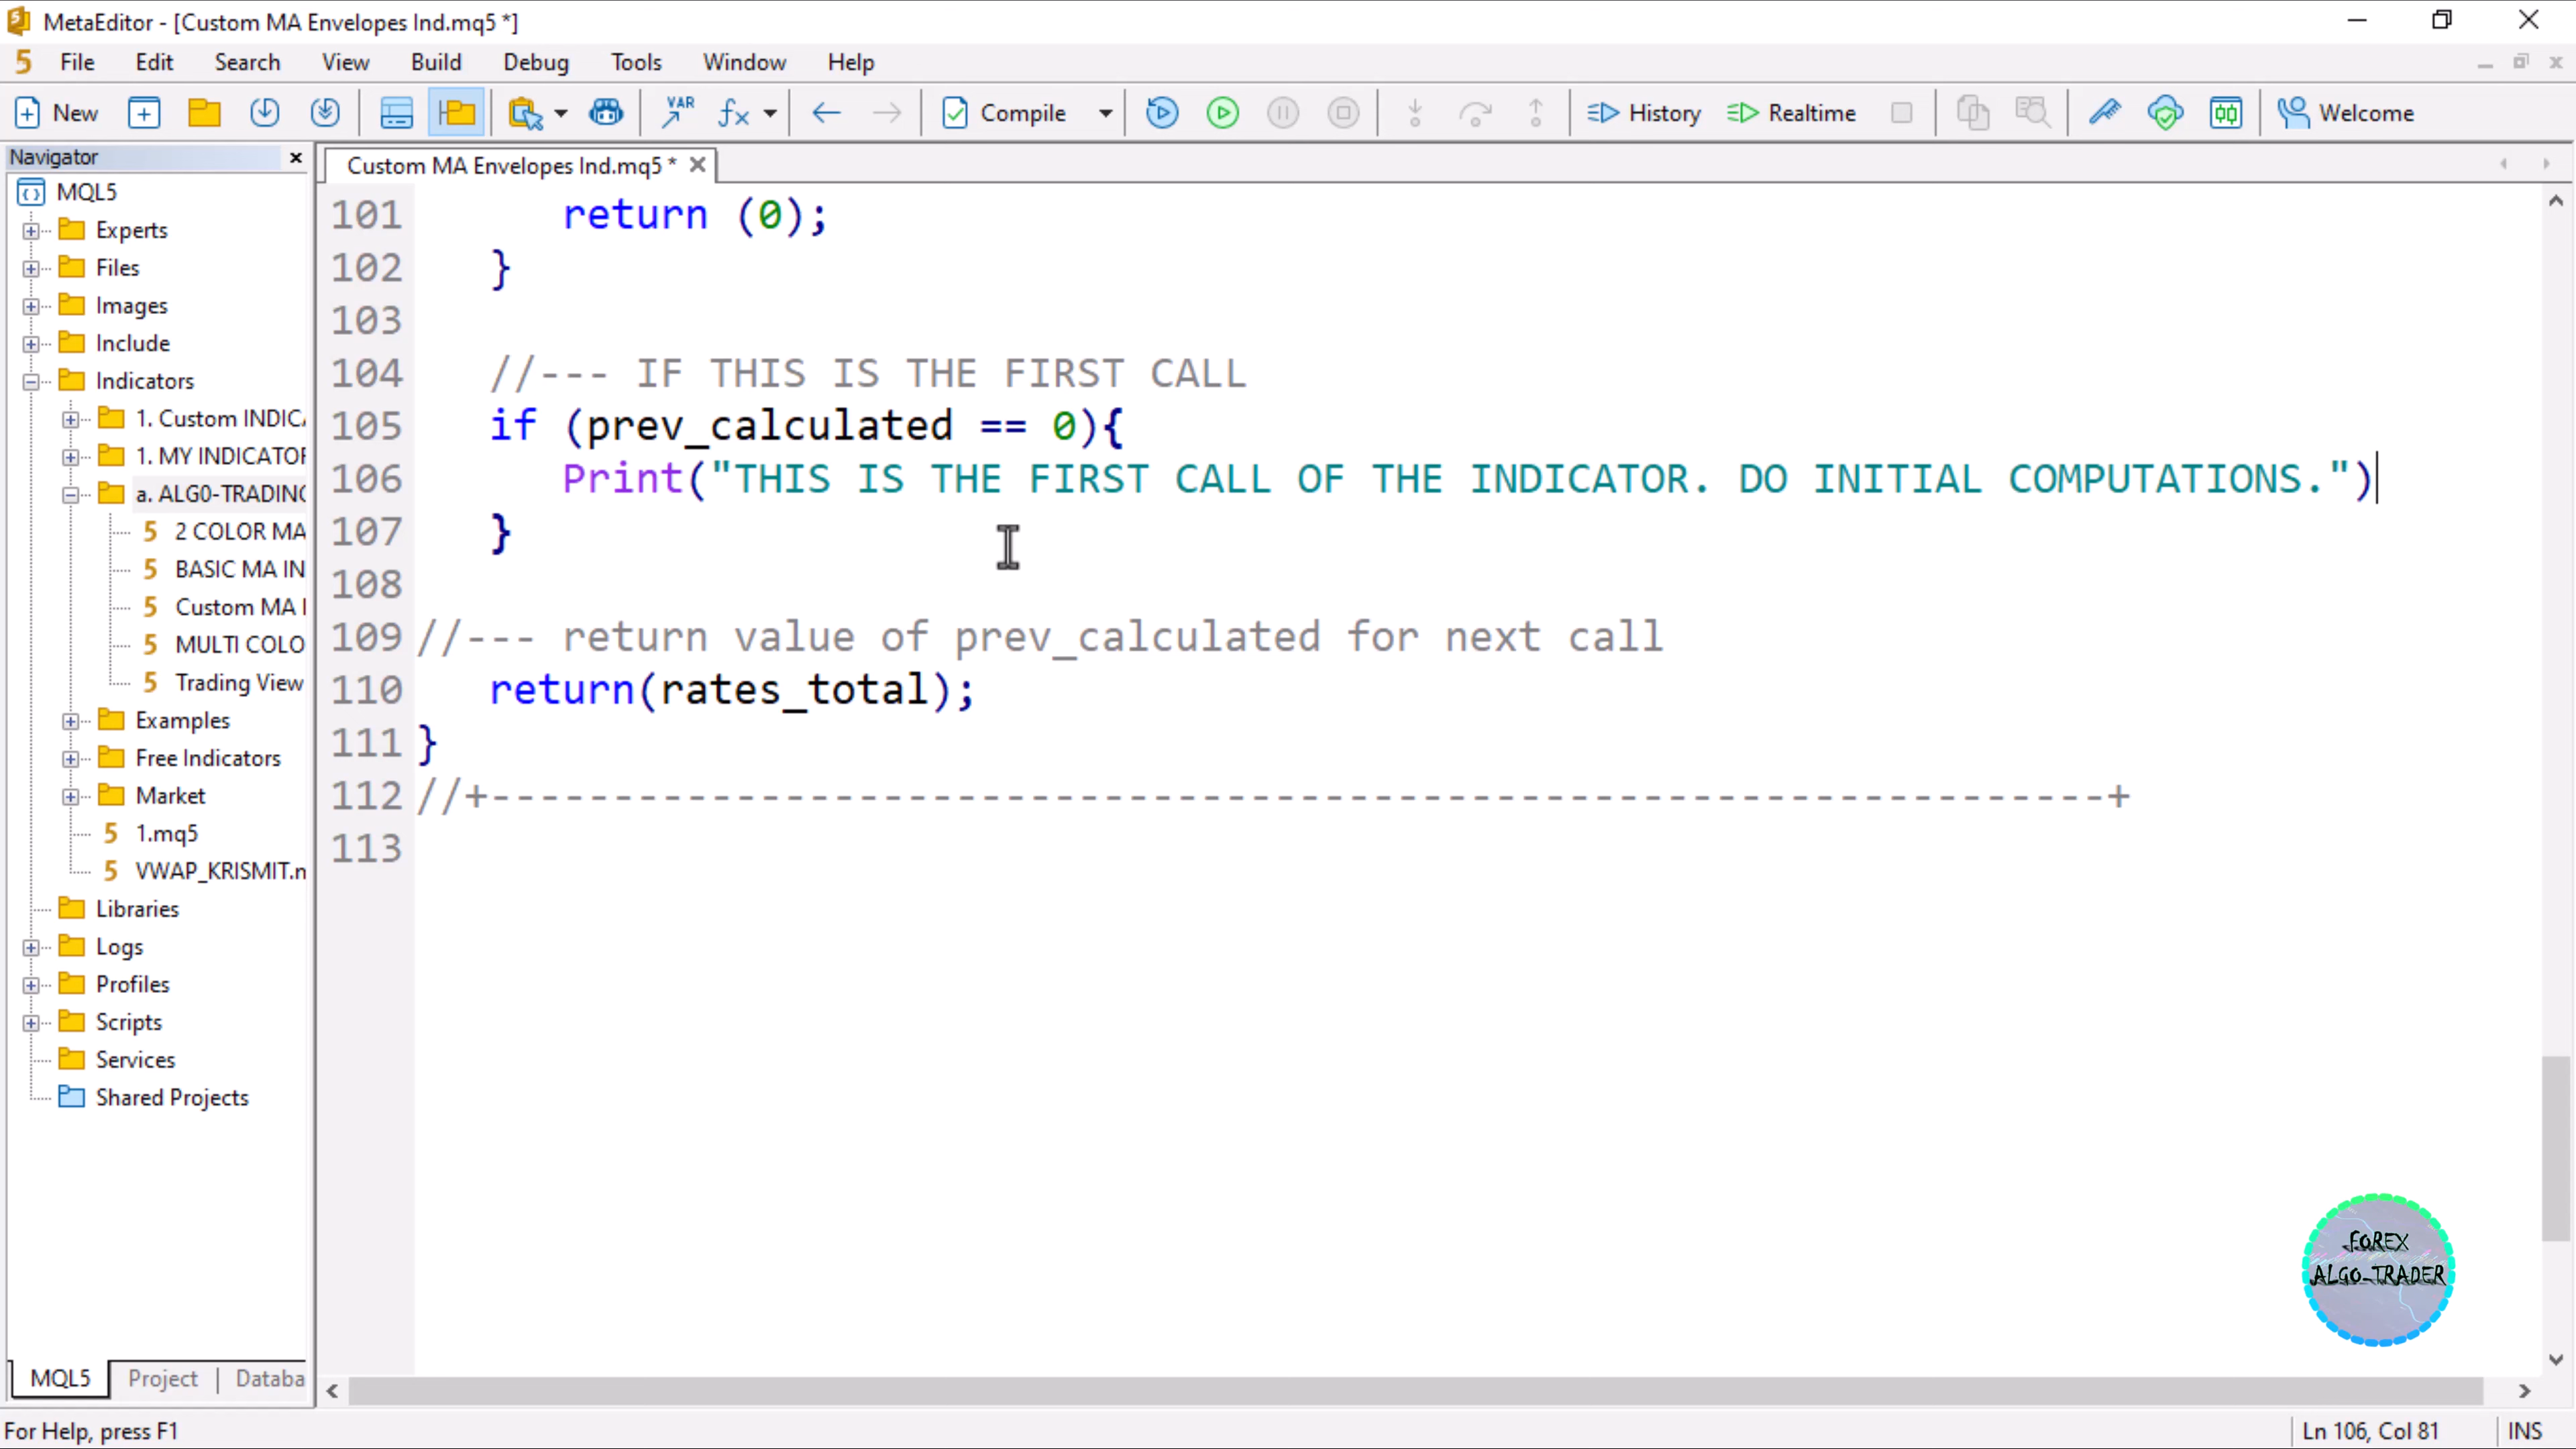 MetaEditor - [Custom MA Envelopes Ind.mq5 *]
File Edit Search View Build Debug Tools Window Help
New VAR Compile History Realtime Welcome
Navigator
Custom MA Envelopes Ind.mq5 *
MQL5
Experts
Files
Images
Include
Indicators
1. Custom INDIC
1. MY INDICATOR
a. ALG0-TRADING
2 COLOR MA
BASIC MA IN
Custom MA
MULTI COLO
Trading View
Examples
Free Indicators
Market
1.mq5
VWAP_KRISMIT.
Libraries
Logs
Profiles
Scripts
Services
Shared Projects
MQL5 Project Databa
101 return (0);
102 }
103
104 //--- IF THIS IS THE FIRST CALL
105 if (prev_calculated == 0){
106 Print("THIS IS THE FIRST CALL OF THE INDICATOR. DO INITIAL COMPUTATIONS.")
107 }
108
109 //--- return value of prev_calculated for next call
110 return(rates_total);
111 }
112 //+------------------------------------------------------------------+
113
FOREX
ALGO-TRADER
For Help, press F1
Ln 106, Col 81 INS